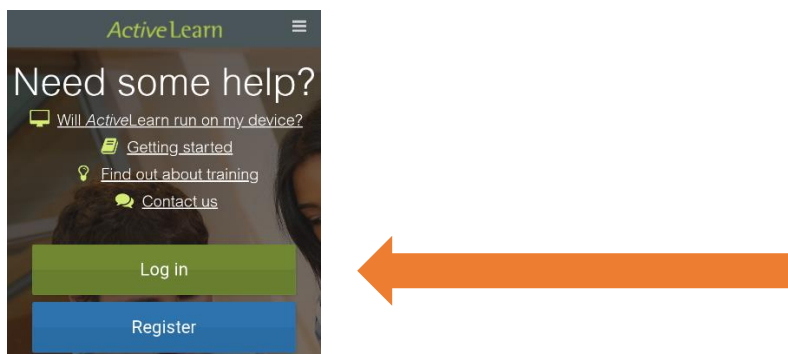 ActiveLearn
Need some help?
Will ActiveLearn run on my device?
Getting started
Find out about training
Contact us
Log in
Register